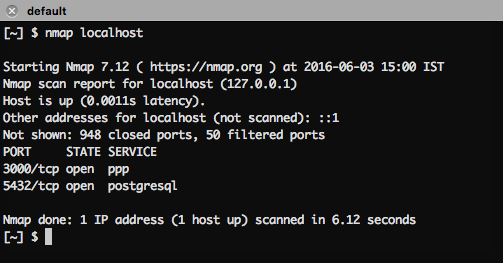 default
[~] $ nmap localhost
Starting Nmap 7.12 ( https://nmap.org ) at 2016-06-03 15:00 IST
Nmap scan report for localhost (127.0.0.1)
Host is up (0.0011s latency).
Other addresses for localhost (not scanned): ::1
Not shown: 948 closed ports, 50 filtered ports
PORT     STATE SERVICE
3000/tcp open  ppp
5432/tcp open  postgresql
Nmap done: 1 IP address (1 host up) scanned in 6.12 seconds
[~] $